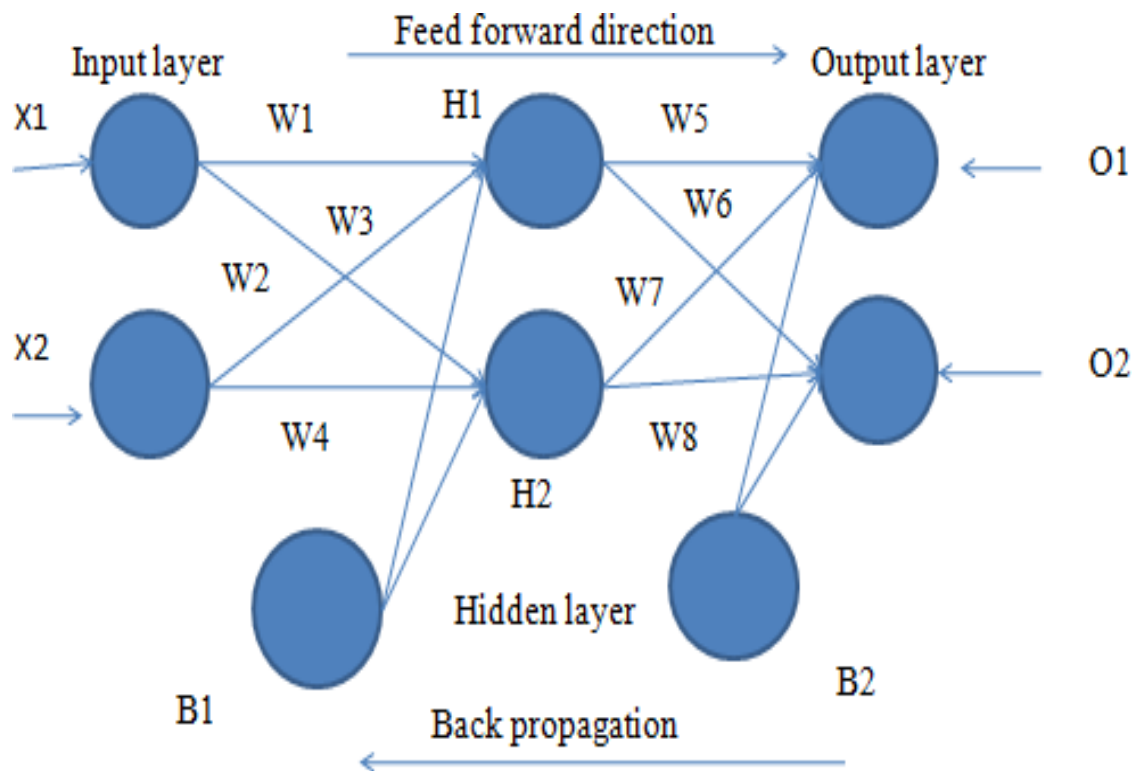 Feed forward direction
Input layer
Output layer
X1
W1
H1
W5
O1
W3
W6
W2
W7
X2
O2
W4
W8
H2
Hidden layer
B1
B2
Back propagation